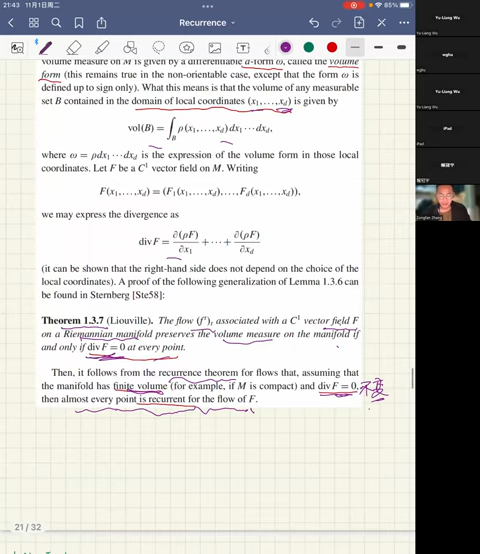 21:43 11月1日周三
85%
Recurrence
volume measure on M is given by a differentiable d-form ω, called the volume
form (this remains true in the non-orientable case, except that the form ω is
defined up to sign only). What this means is that the volume of any measurable
set B contained in the domain of local coordinates (x1,...,xd) is given by
vol(B) = ∫B ρ(x1,...,xd) dx1 ··· dxd,
where ω = ρdx1 ··· dxd is the expression of the volume form in those local
coordinates. Let F be a C1 vector field on M. Writing
F(x1,...,xd) = (F1(x1,...,xd),...,Fd(x1,...,xd)),
we may express the divergence as
div F = ∂(ρF)/∂x1 + ··· + ∂(ρF)/∂xd
(it can be shown that the right-hand side does not depend on the choice of the
local coordinates). A proof of the following generalization of Lemma 1.3.6 can
be found in Sternberg [Ste58]:
Theorem 1.3.7 (Liouville). The flow (f^t)t associated with a C1 vector field F
on a Riemannian manifold preserves the volume measure on the manifold if
and only if div F = 0 at every point.
Then, it follows from the recurrence theorem for flows that, assuming that
the manifold has finite volume (for example, if M is compact) and div F = 0,
不变
then almost every point is recurrent for the flow of F.
21 / 32
Yu-Liang Wu
Yu-Liang Wu
wghu
wghu
iPad
iPad
Zongfan Zhang